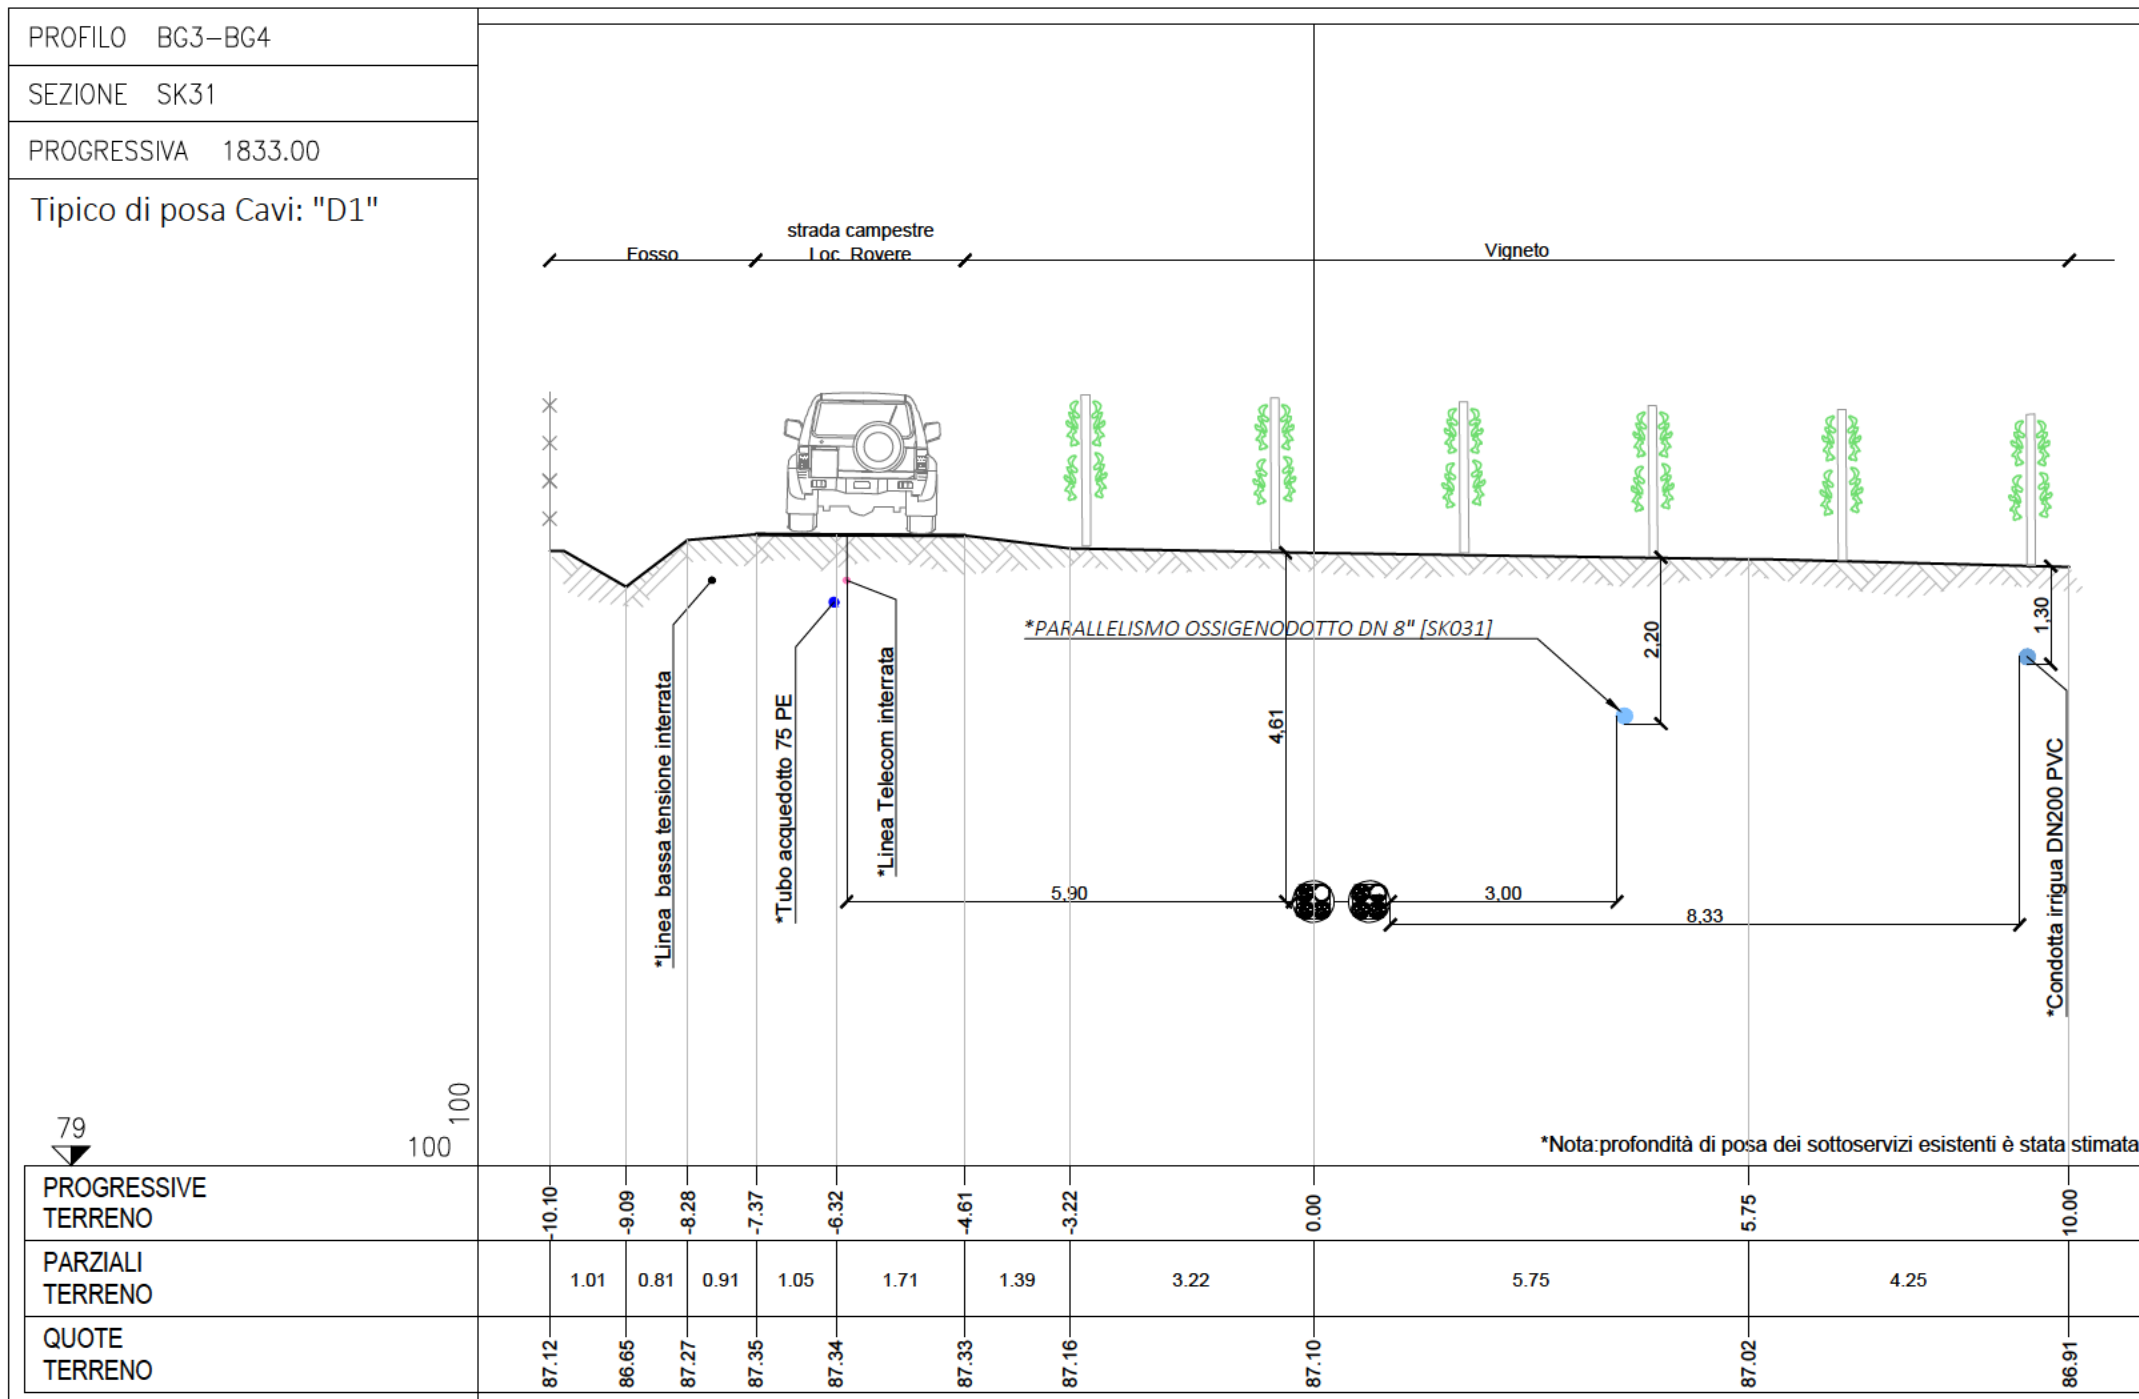 PROFILO BG3-BG4
SEZIONE SK31
PROGRESSIVA 1833.00
Tipico di posa Cavi: "D1"
strada campestre
Fosso
Loc. Rovere
Vigneto
*PARALLELISMO OSSIGENODOTTO DN 8" [SK031]
1,30
2,20
4,61
*Linea bassa tensione interrata
*Tubo acquedotto 75 PE
*Linea Telecom interrata
*Condotta irrigua DN200 PVC
5,90
3,00
8,33
79
100
100
*Nota:profondità di posa dei sottoservizi esistenti è stata stimata
PROGRESSIVE
TERRENO
-10.10 -9.09 -8.28 -7.37 -6.32 -4.61 -3.22 0.00 5.75 10.00
PARZIALI
TERRENO
1.01 0.81 0.91 1.05 1.71 1.39 3.22 5.75 4.25
QUOTE
TERRENO
87.12 86.65 87.27 87.35 87.34 87.33 87.16 87.10 87.02 86.91